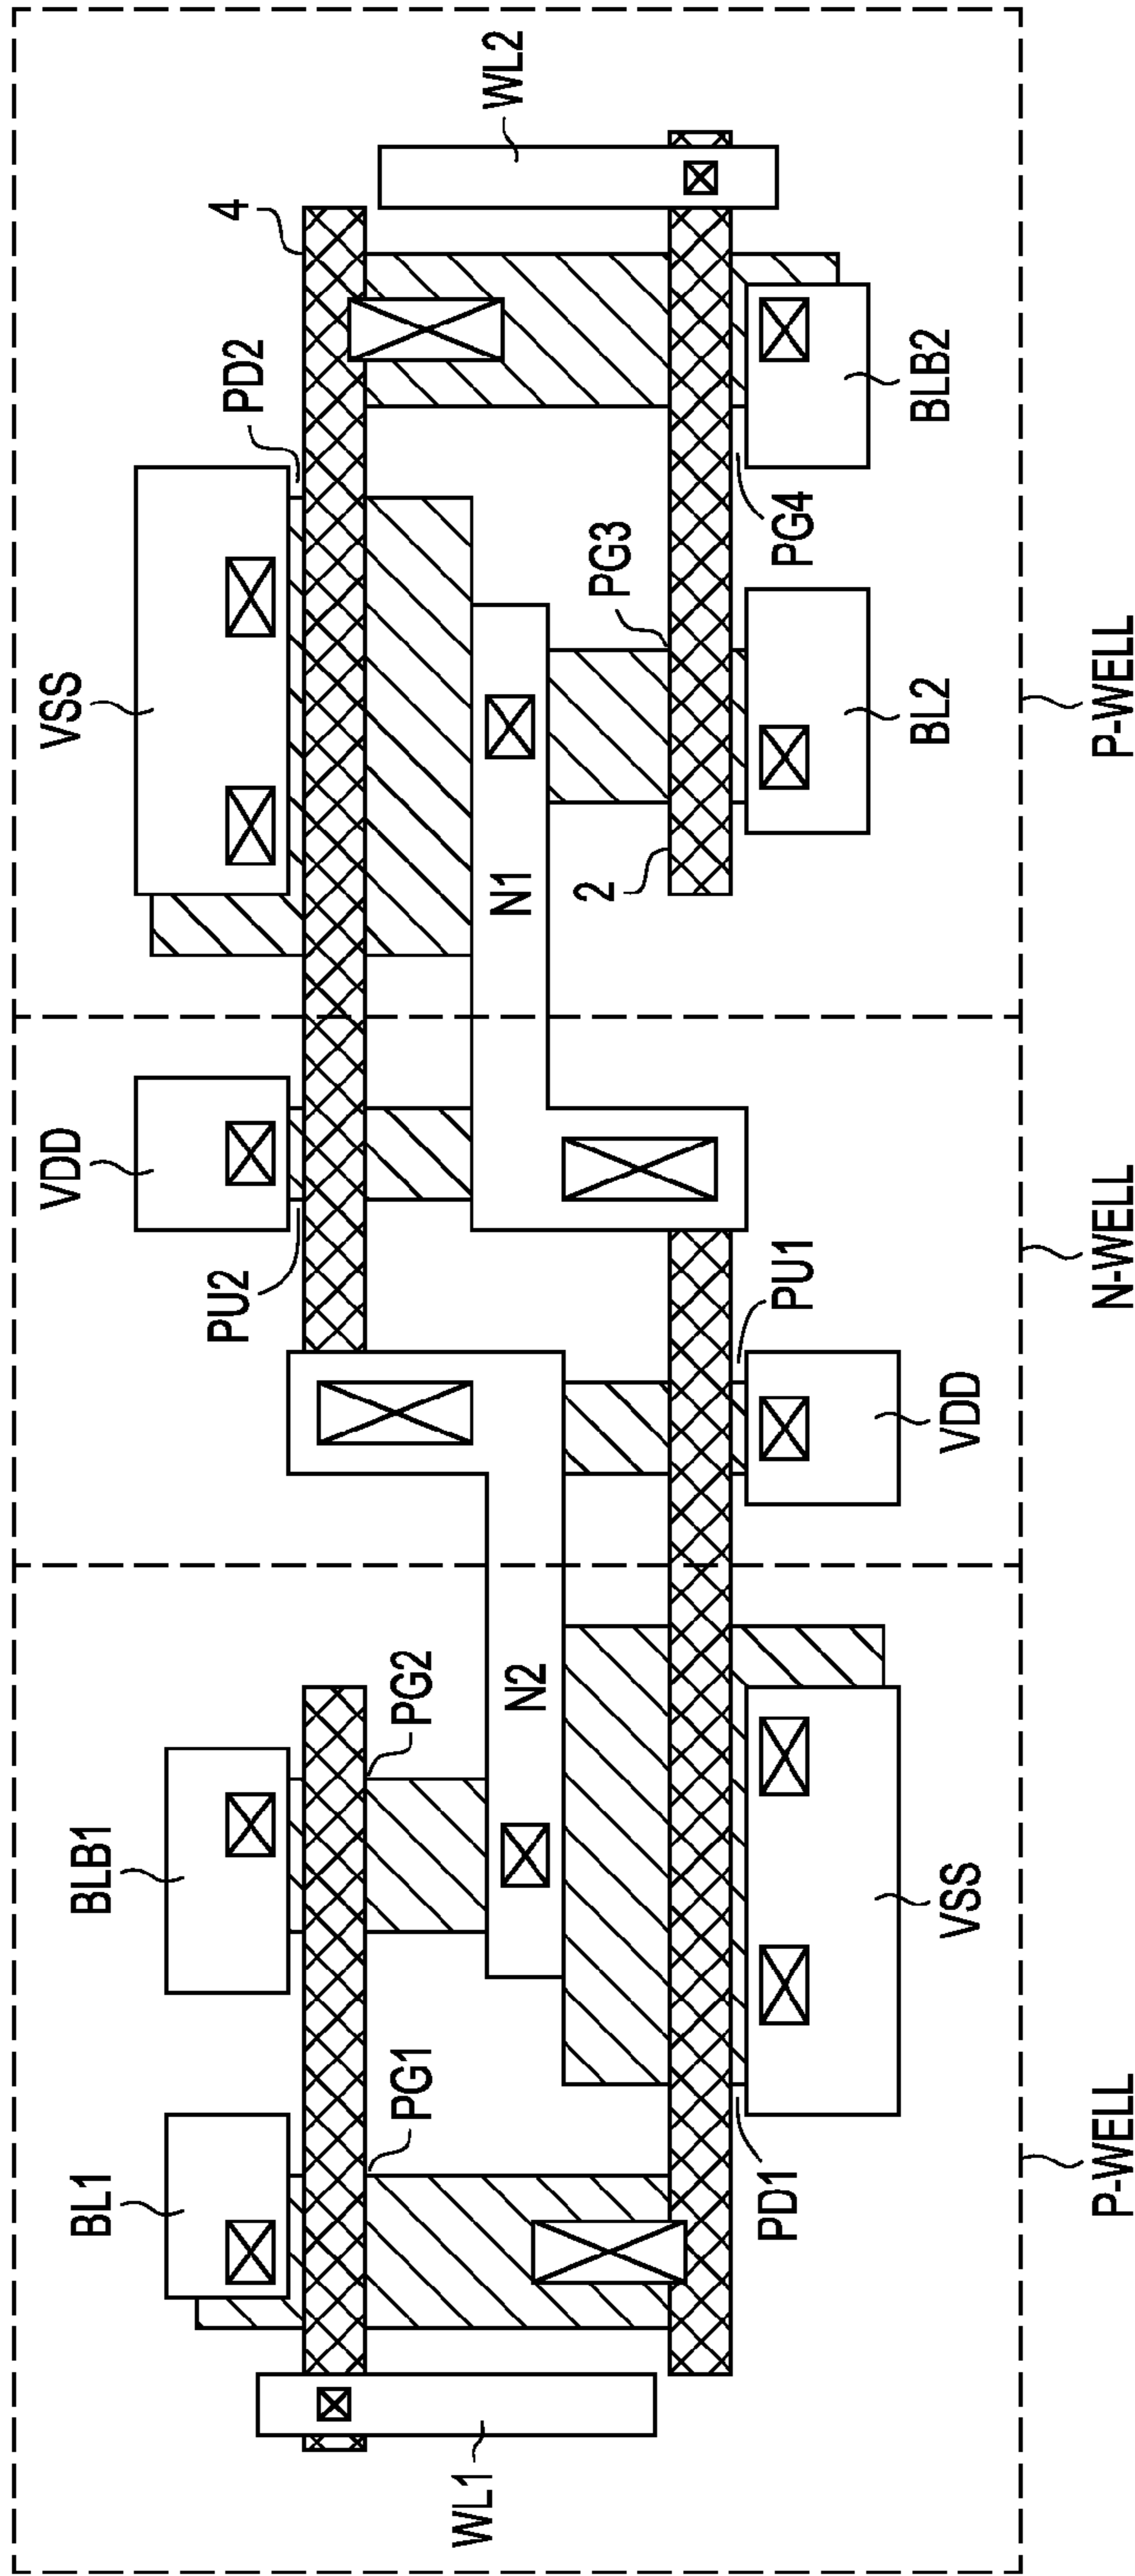 BL1
BLB1
VDD
VSS
PU2
PD2
4
PG1
PG2
WL1
N2
N1
WL2
2
PG3
PD1
PU1
PG4
VSS
VDD
BL2
BLB2
P-WELL
N-WELL
P-WELL